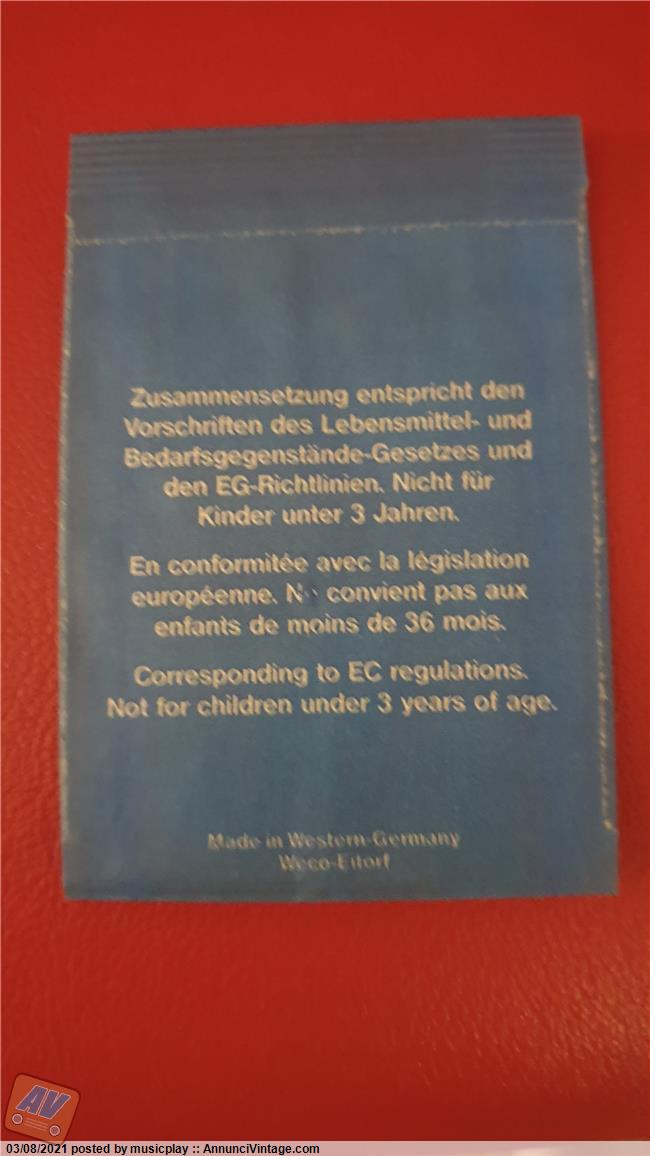 Zusammensetzung entspricht den
Vorschriften des Lebensmittel- und
Bedarfsgegenstände-Gesetzes und
den EG-Richtlinien. Nicht für
Kinder unter 3 Jahren.
En conformitée avec la législation
européenne. N convient pas aux
enfants de moins de 36 mois.
Corresponding to EC regulations.
Not for children under 3 years of age.
Made in Western-Germany
Weco-Eitorf
AV
03/08/2021 posted by musicplay :: AnnunciVintage.com